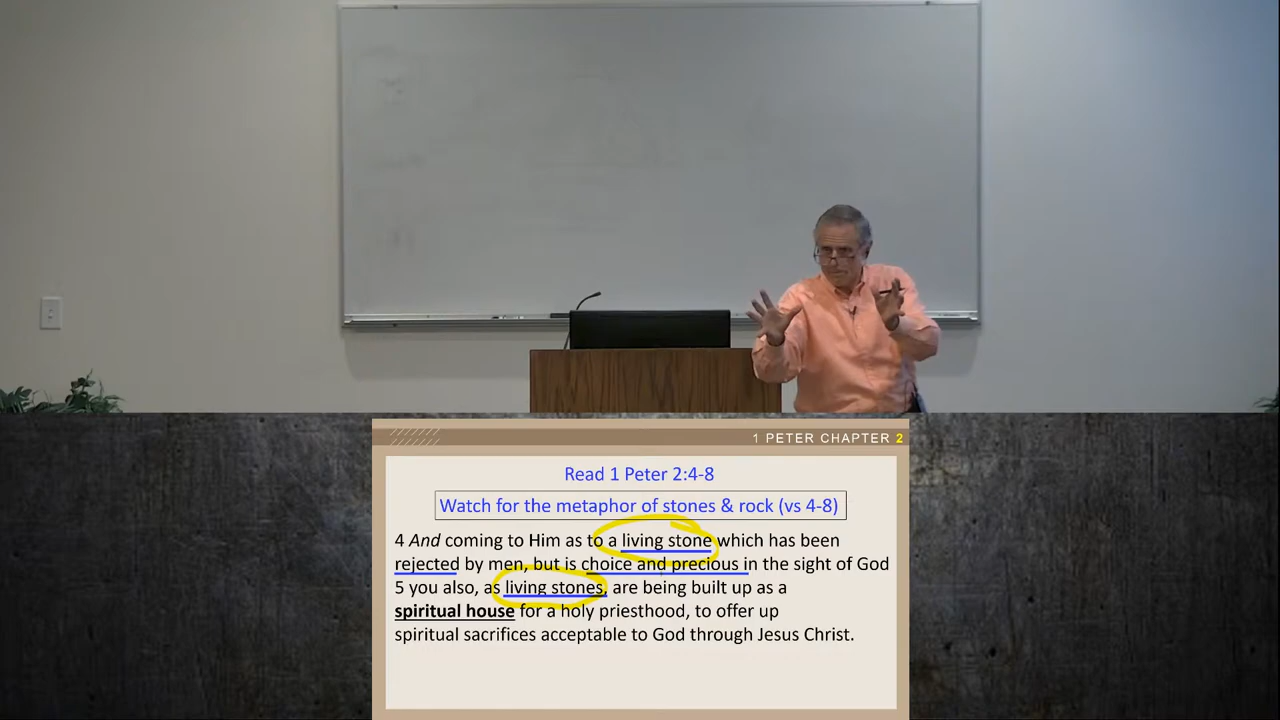 1 PETER CHAPTER 2
Read 1 Peter 2:4-8
Watch for the metaphor of stones & rock (vs 4-8)
4 And coming to Him as to a living stone which has been
rejected by men, but is choice and precious in the sight of God
5 you also, as living stones, are being built up as a
spiritual house for a holy priesthood, to offer up
spiritual sacrifices acceptable to God through Jesus Christ.